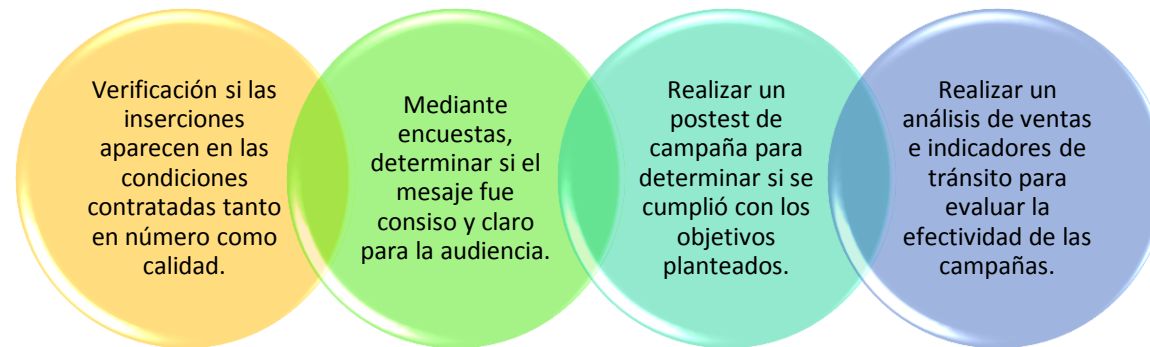 Verificación si las
inserciones
aparecen en las
condiciones
contratadas tanto
en número como
calidad.
Mediante
encuestas,
determinar si el
mesaje fue
consiso y claro
para la audiencia.
Realizar un
postest de
campaña para
determinar si se
cumplió con los
objetivos
planteados.
Realizar un
análisis de ventas
e indicadores de
tránsito para
evaluar la
efectividad de las
campañas.